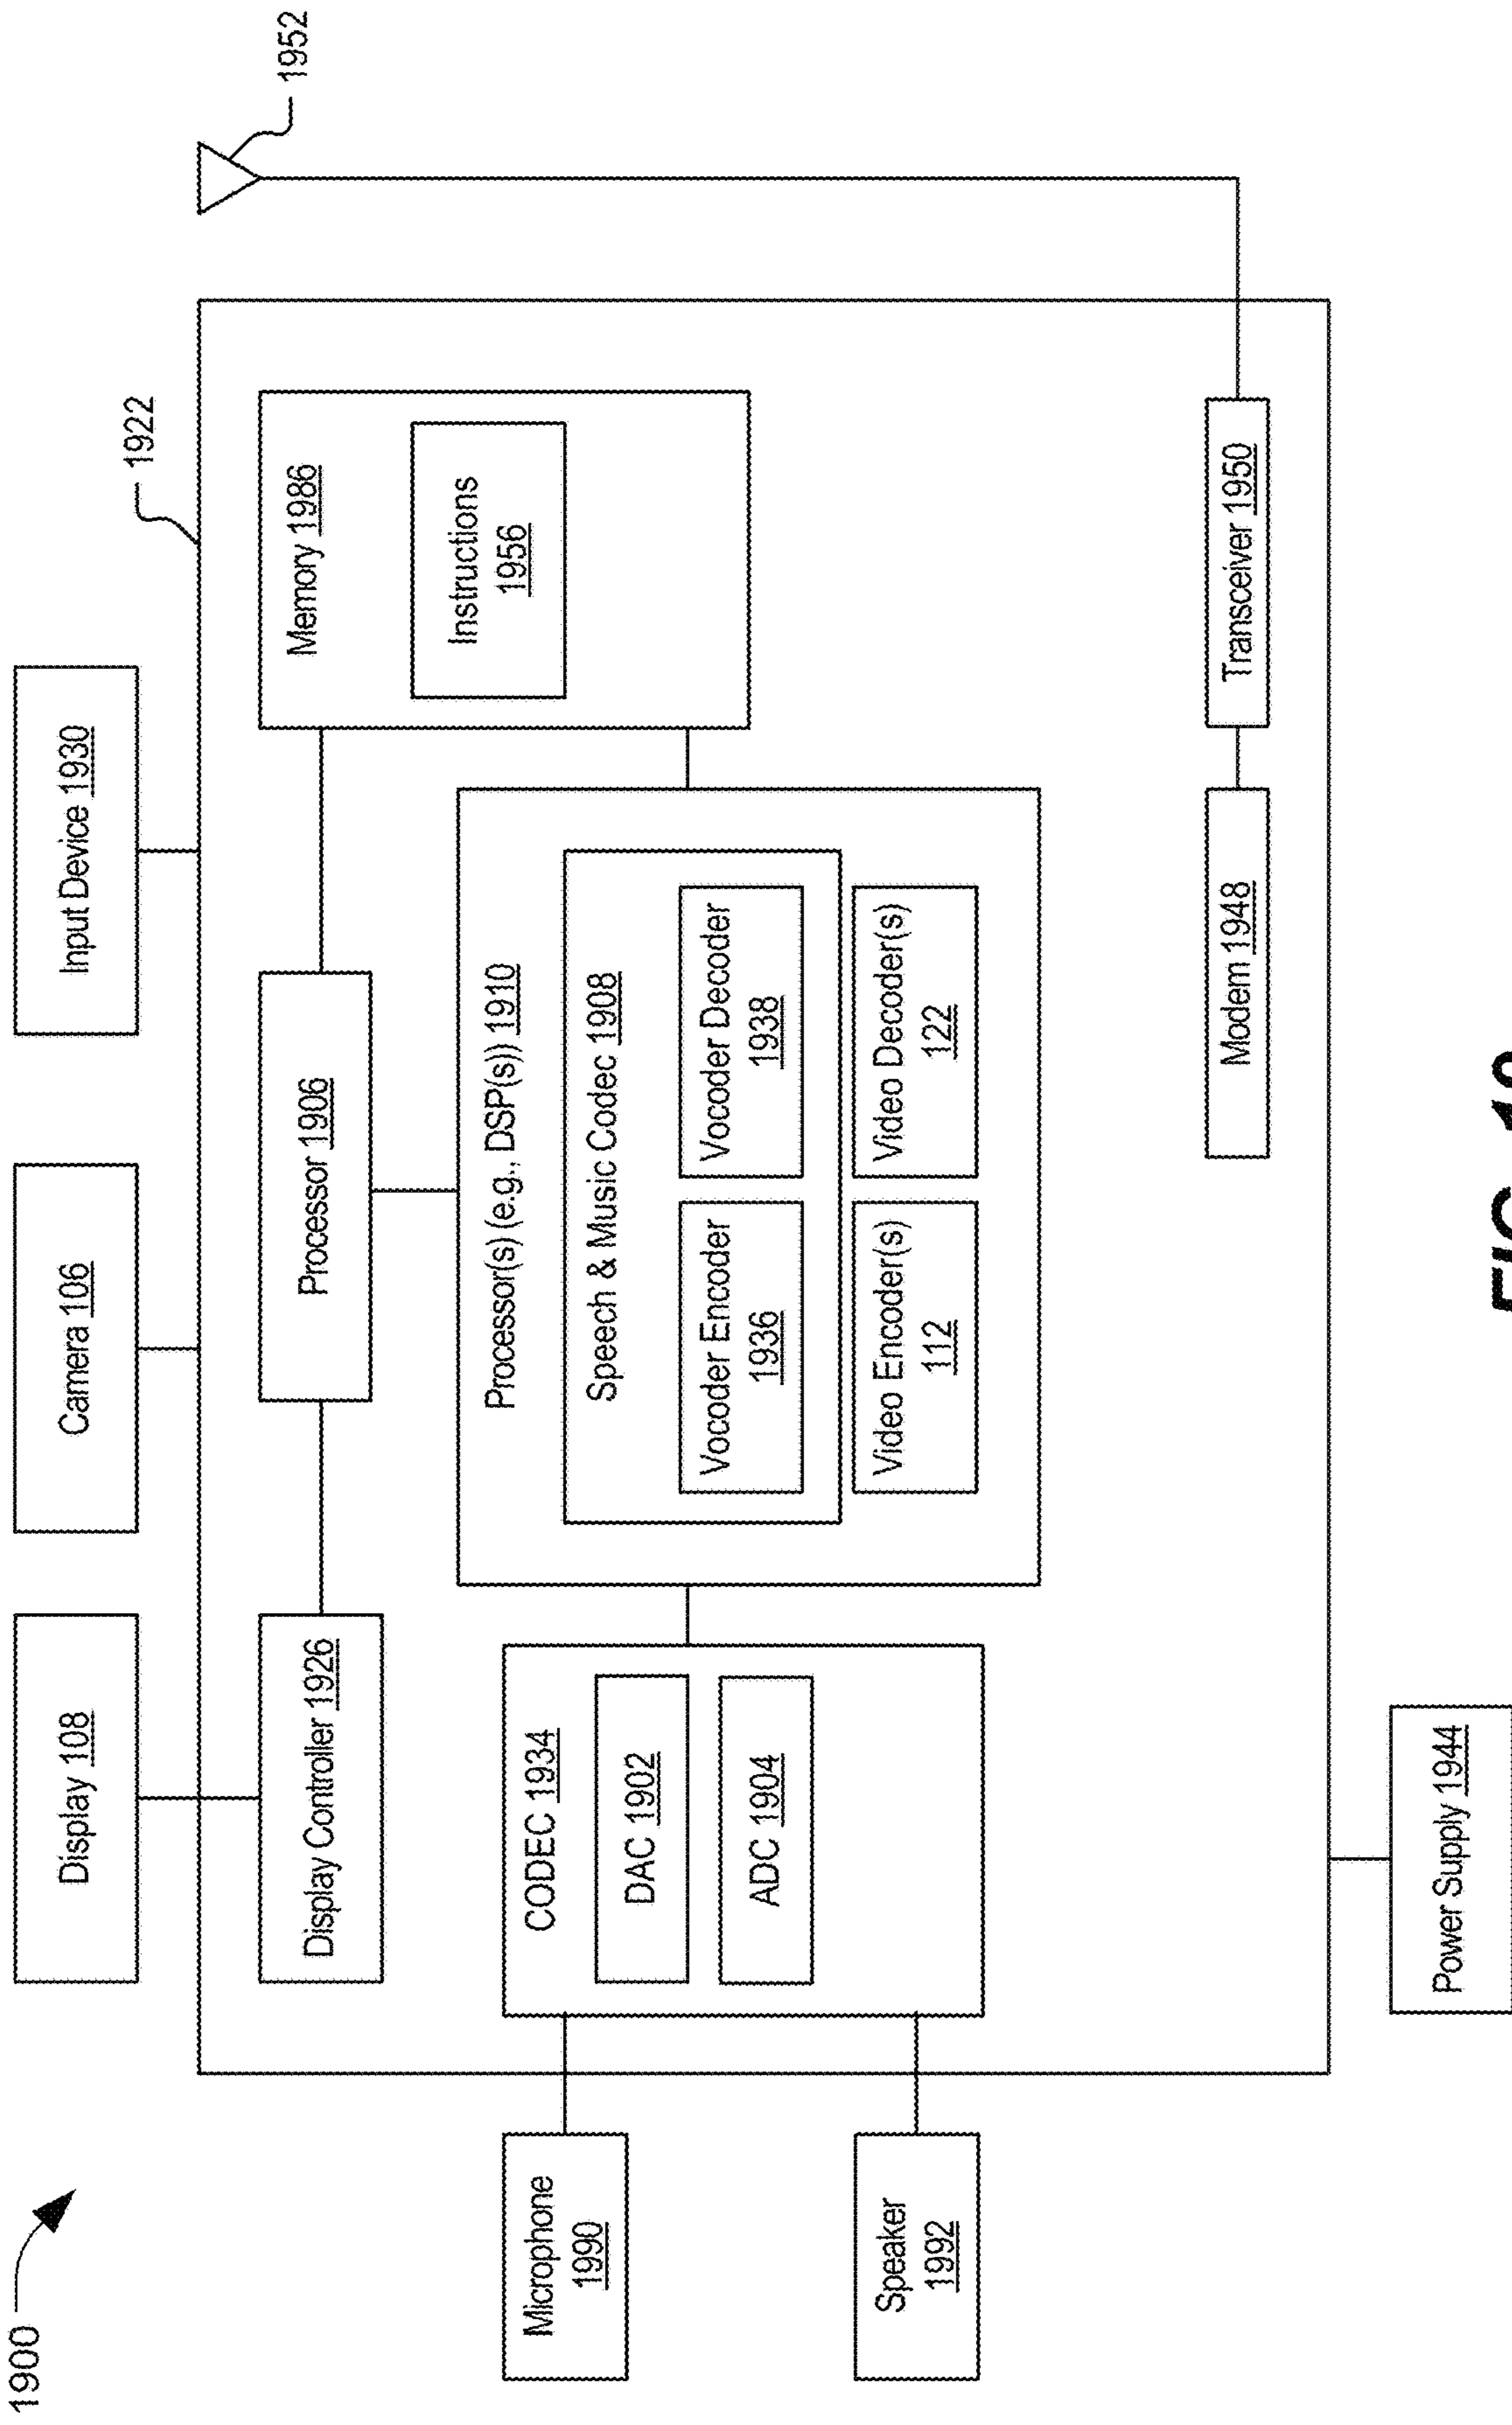 1900
1922
1952
Display 108
Camera 106
Input Device 1930
Display Controller 1926
Processor 1906
Memory 1986
Instructions
1956
Processor(s) (e.g., DSP(s)) 1910
Speech & Music Codec 1908
Vocoder Encoder
1936
Vocoder Decoder
1938
Video Encoder(s)
112
Video Decoder(s)
122
CODEC 1934
DAC 1902
ADC 1904
Microphone
1990
Speaker
1992
Modem 1948
Transceiver 1950
Power Supply 1944
FIG. 19